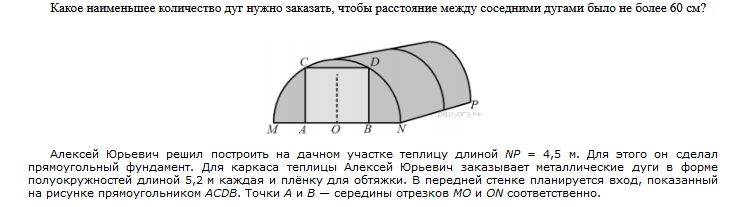 Какое наименьшее количество дуг нужно заказать, чтобы расстояние между соседними дугами было не более 60 см?
C D
P
M A O B N
решуогэ.рф
Алексей Юрьевич решил построить на дачном участке теплицу длиной NP = 4,5 м. Для этого он сделал
прямоугольный фундамент. Для каркаса теплицы Алексей Юрьевич заказывает металлические дуги в форме
полуокружностей длиной 5,2 м каждая и плёнку для обтяжки. В передней стенке планируется вход, показанный
на рисунке прямоугольником ACDB. Точки A и B — середины отрезков MO и ON соответственно.